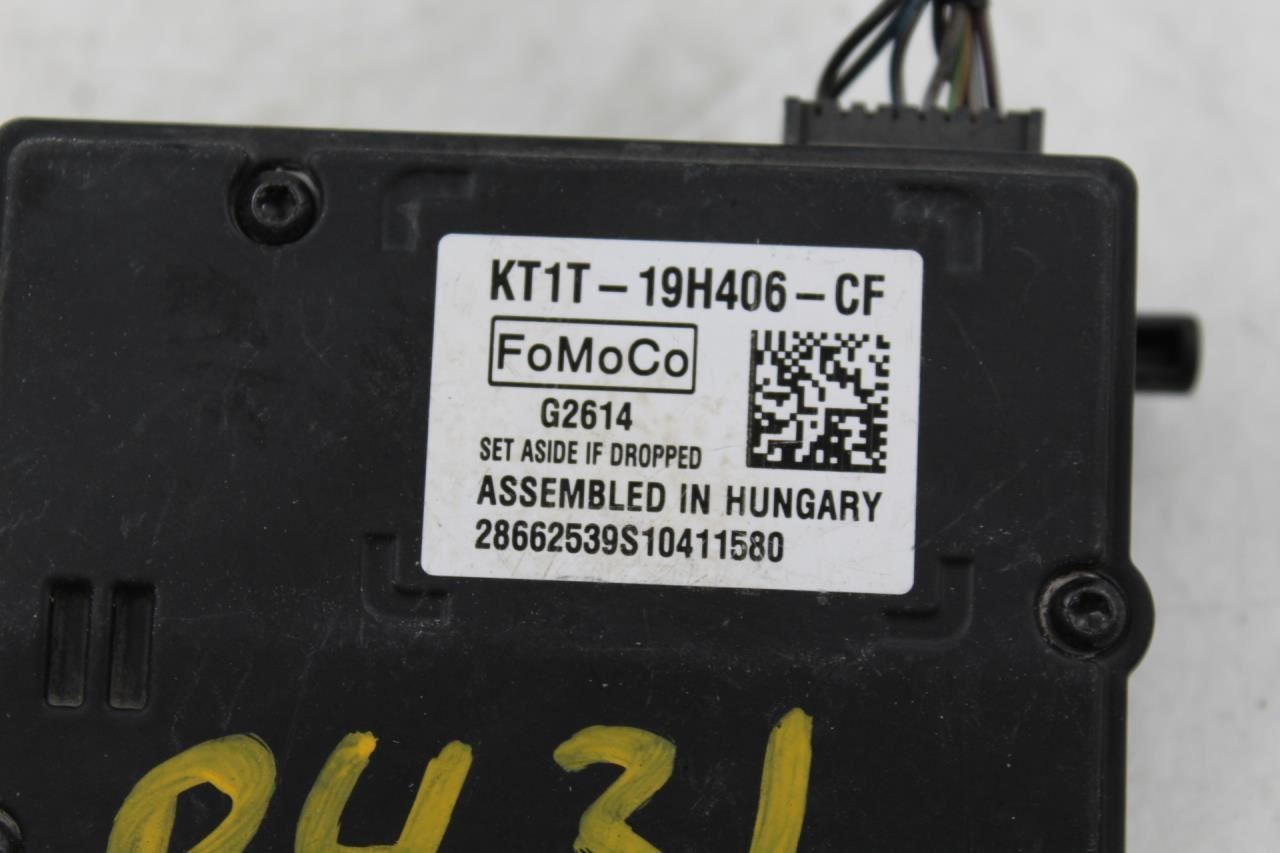 KT1T – 19H406 – CF
FoMoCo
G2614
SET ASIDE IF DROPPED
ASSEMBLED IN HUNGARY
28662539S10411580